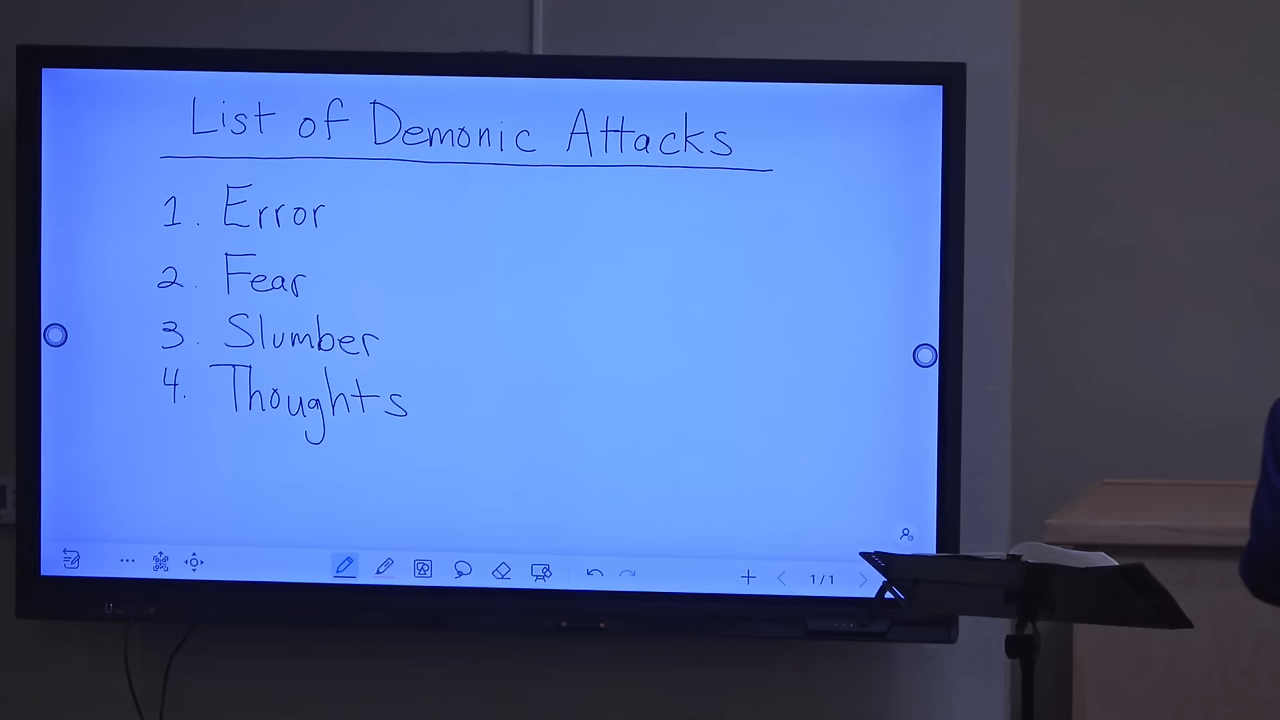 List of Demonic Attacks
1. Error
2. Fear
3. Slumber
4. Thoughts
1/1